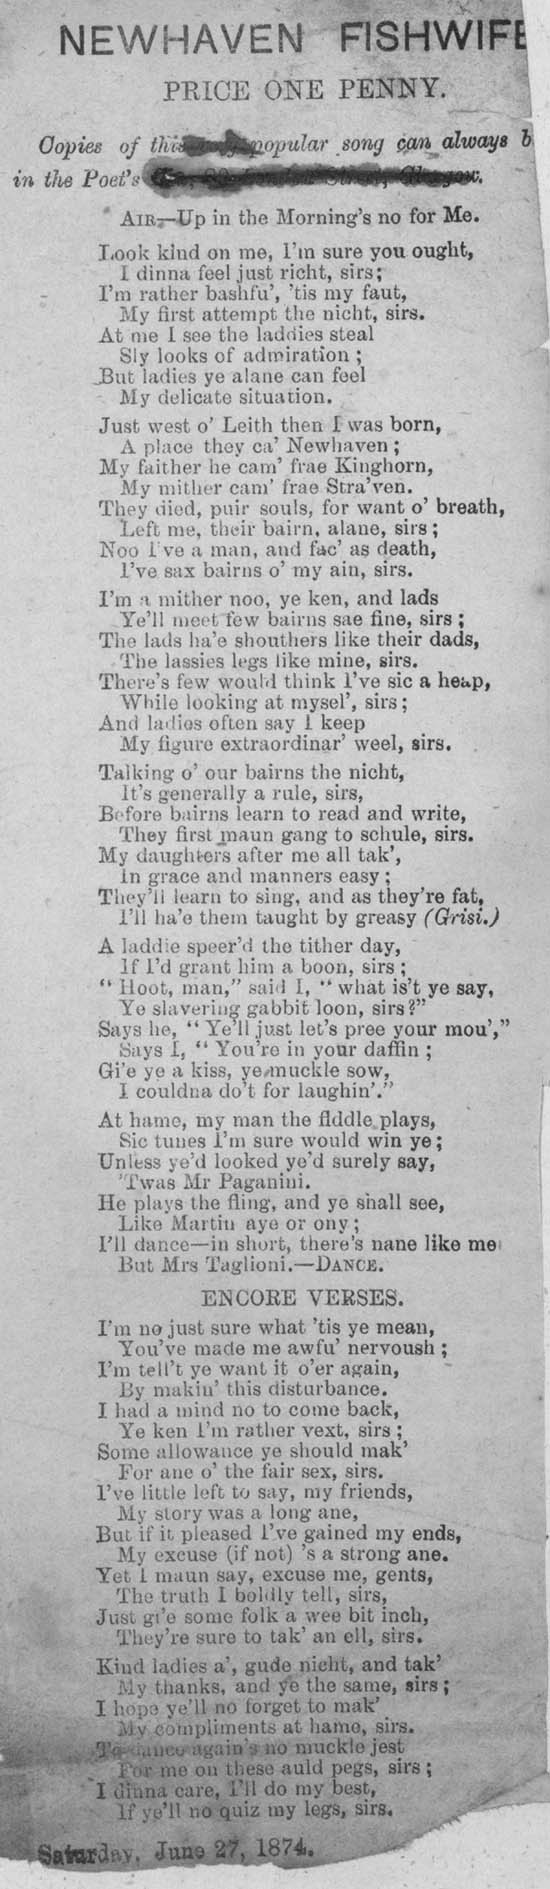 NEWHAVEN FISHWIFE
PRICE ONE PENNY.
Copies of this popular song can always b
in the Poet's Glasgow.
AIR.—Up in the Morning's no for Me.
Look kind on me, I'm sure you ought,
I dinna feel just richt, sirs;
I'm rather bashfu', 'tis my faut,
My first attempt the nicht, sirs.
At me I see the laddies steal
Sly looks of admiration;
But ladies ye alane can feel
My delicate situation.
Just west o' Leith then I was born,
A place they ca' Newhaven;
My faither he cam' frae Kinghorn,
My mither cam' frae Stra'ven.
They died, puir souls, for want o' breath,
Left me, their bairn, alane, sirs;
Noo I've a man, and fac' as death,
I've sax bairns o' my ain, sirs.
I'm a mither noo, ye ken, and lads
Ye'll meet few bairns sae fine, sirs;
The lads ha'e shouthers like their dads,
The lassies legs like mine, sirs.
There's few would think I've sic a heap,
While looking at mysel', sirs;
And ladies often say I keep
My figure extraordinar' weel, sirs.
Talking o' our bairns the nicht,
It's generally a rule, sirs,
Before bairns learn to read and write,
They first maun gang to schule, sirs.
My daughters after me all tak',
In grace and manners easy;
They'll learn to sing, and as they're fat,
I'll ha'e them taught by greasy (Grisi.)
A laddie speer'd the tither day,
If I'd grant him a boon, sirs;
"Hoot, man," said I, "what is't ye say,
Ye slavering gabbit loon, sirs?"
Says he, "Ye'll just let's pree your mou',"
Says I, "You're in your daffin;
Gi'e ye a kiss, ye muckle sow,
I couldna do't for laughin'."
At hame, my man the fiddle plays,
Sic tunes I'm sure would win ye;
Unless ye'd looked ye'd surely say,
'Twas Mr Paganini.
He plays the fling, and ye shall see,
Like Martin aye or ony;
I'll dance—in short, there's nane like me
But Mrs Taglioni.—DANCE.
ENCORE VERSES.
I'm no just sure what 'tis ye mean,
You've made me awfu' nervoush;
I'm tell't ye want it o'er again,
By makin' this disturbance.
I had a mind no to come back,
Ye ken I'm rather vext, sirs;
Some allowance ye should mak'
For ane o' the fair sex, sirs.
I've little left to say, my friends,
My story was a long ane,
But if it pleased I've gained my ends,
My excuse (if not) 's a strong ane.
Yet I maun say, excuse me, gents,
The truth I boldly tell, sirs,
Just gi'e some folk a wee bit inch,
They're sure to tak' an ell, sirs.
Kind ladies a', gude nicht, and tak'
My thanks, and ye the same, sirs;
I hope ye'll no forget to mak'
My compliments at hame, sirs.
To dance again's no muckle jest
For me on these auld pegs, sirs;
I dinna care, I'll do my best,
If ye'll no quiz my legs, sirs.
Saturday, June 27, 1874.